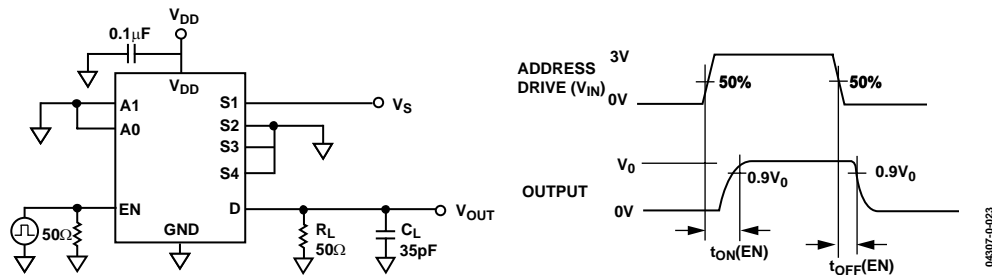 VDD
0.1μF
VDD
A1
A0
S1
VS
S2
S3
S4
EN
D
VOUT
50Ω
GND
RL
50Ω
CL
35pF
ADDRESS
DRIVE (VIN)
3V
0V
50%
50%
OUTPUT
V0
0V
0.9V0
0.9V0
tON(EN)
tOFF(EN)
04307-0-023